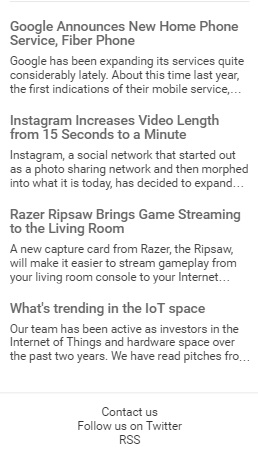 Google Announces New Home Phone
Service, Fiber Phone
Google has been expanding its services quite
considerably lately. About this time last year,
the first indications of their mobile service,...
Instagram Increases Video Length
from 15 Seconds to a Minute
Instagram, a social network that started out
as a photo sharing network and then morphed
into what it is today, has decided to expand...
Razer Ripsaw Brings Game Streaming
to the Living Room
A new capture card from Razer, the Ripsaw,
will make it easier to stream gameplay from
your living room console to your Internet...
What's trending in the IoT space
Our team has been active as investors in the
Internet of Things and hardware space over
the past two years. We have read pitches fro...
Contact us
Follow us on Twitter
RSS